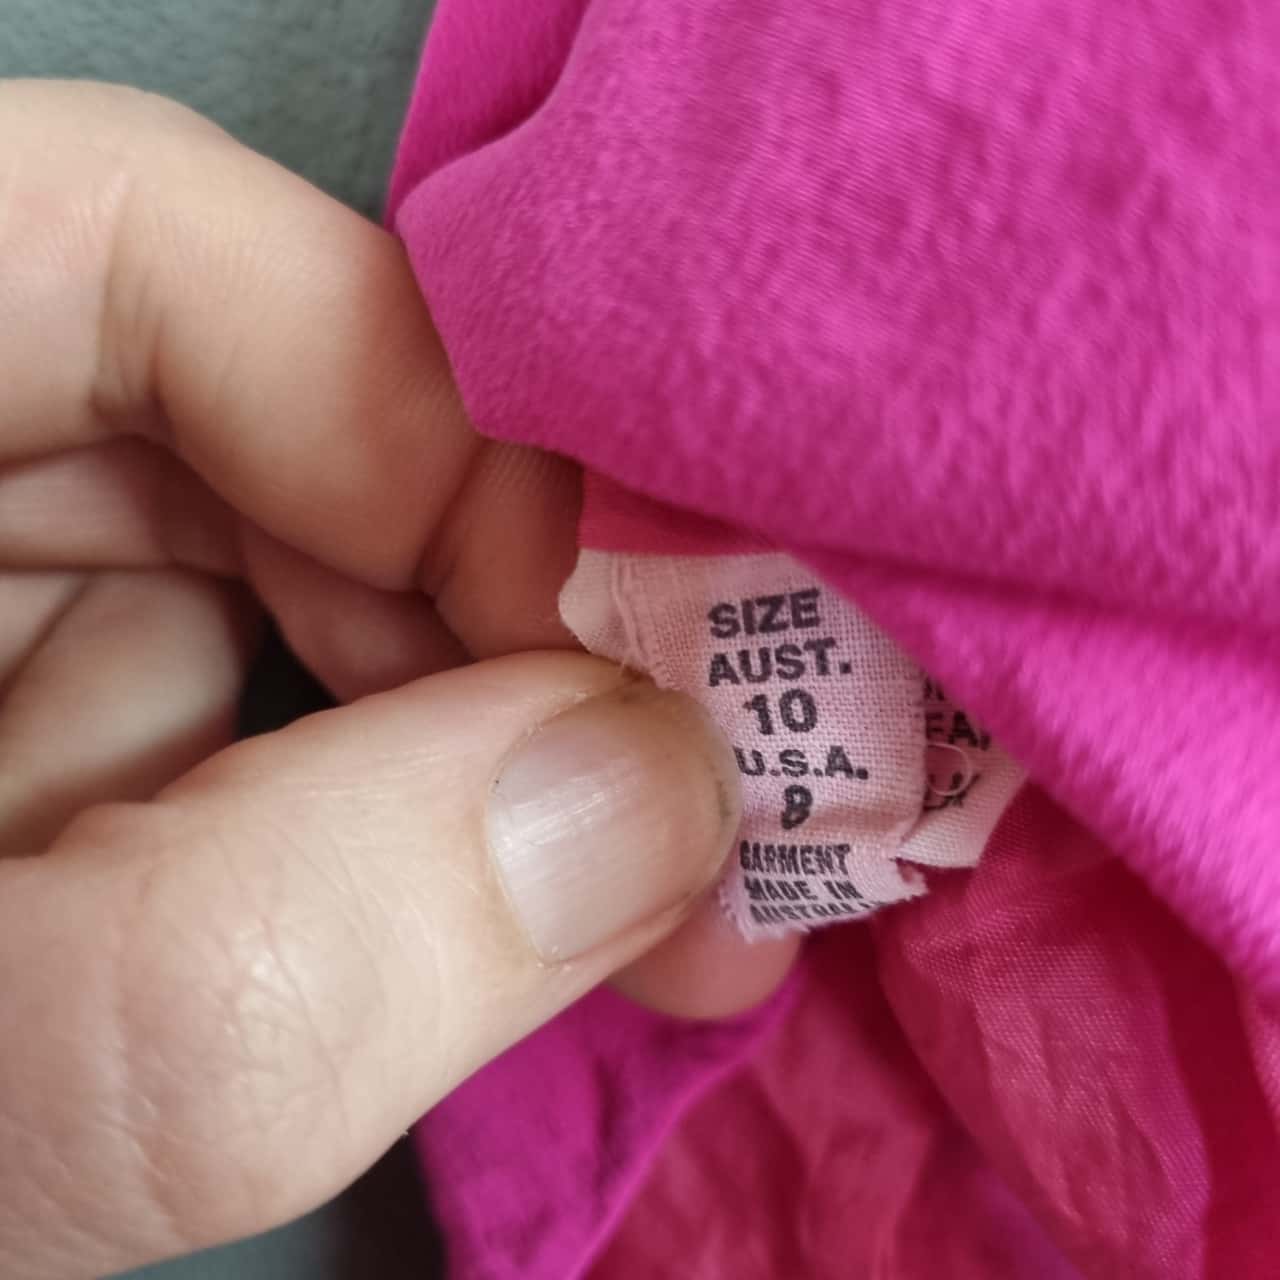 SIZE
AUST.
10
U.S.A.
8
GARMENT
MADE IN